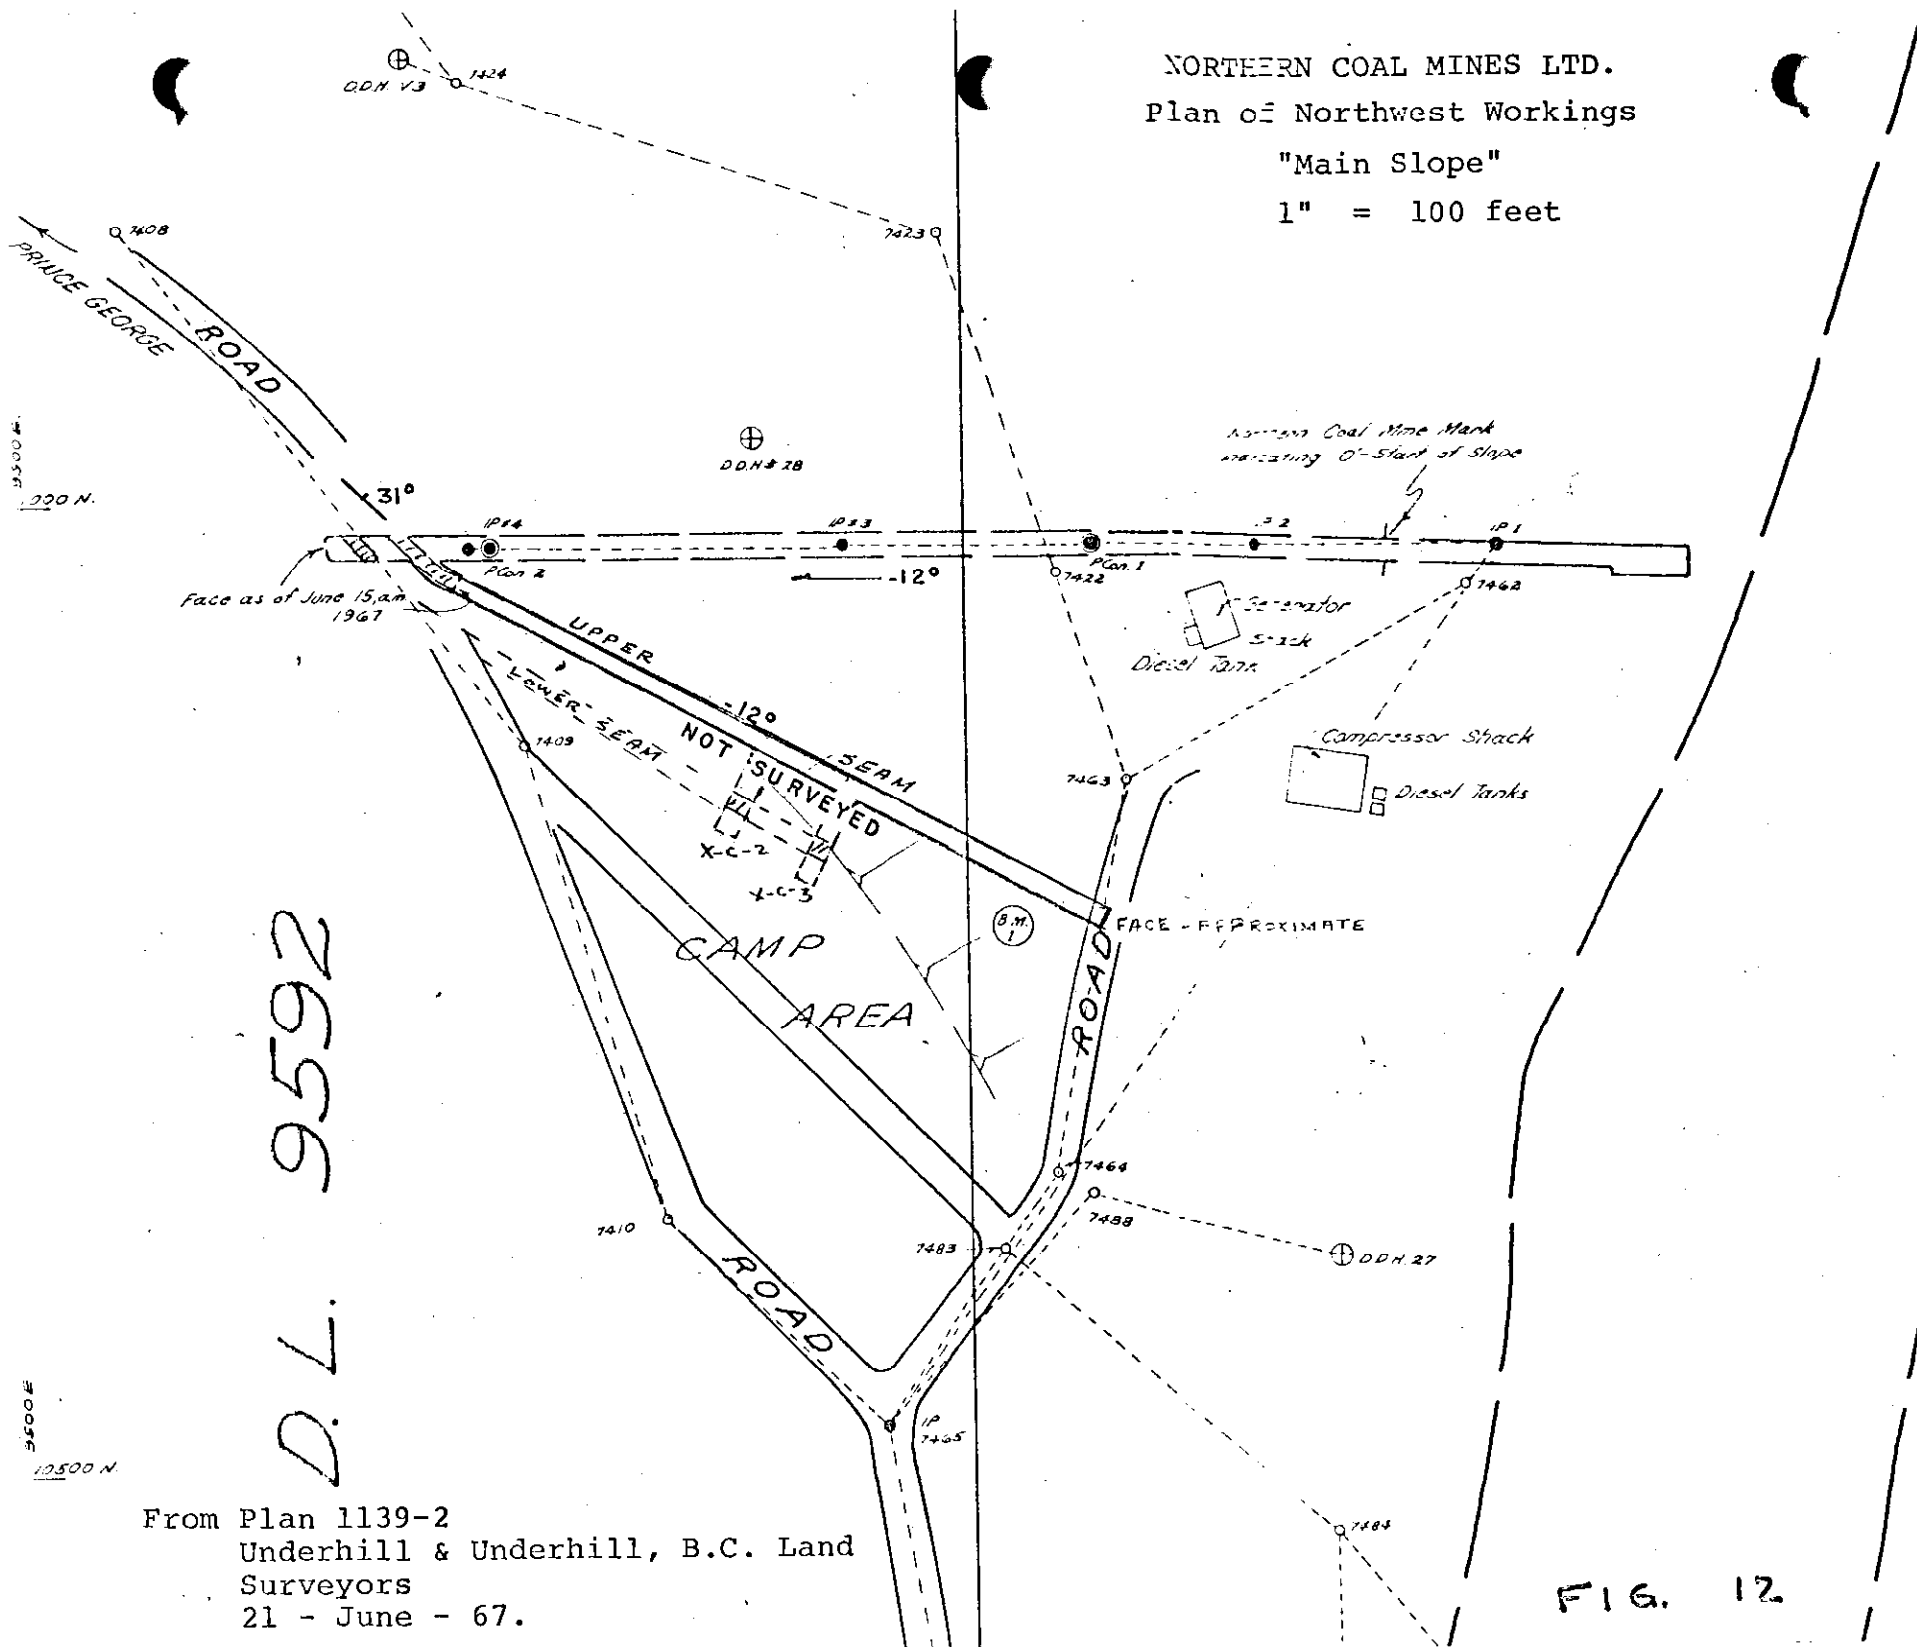 NORTHERN COAL MINES LTD.
Plan of Northwest Workings
"Main Slope"
1" = 100 feet
O.D.H. V3
7424
7423
7408
PRINCE GEORGE
ROAD
D.D.H # 28
Coal Mine Mark
O'-Start of Slope
9500E
000 N.
31°
IP#4
IP#3
IP 1
P Con. 2
P Con. 1
-12°
7422
7462
Face as of June 15, a.m.
1967
Generator
Diesel Tank
UPPER
LOWER SEAM
-12°
NOT SURVEYED
SEAM
7409
7463
Compressor Shack
Diesel Tanks
X-C-2
X-C-3
B.M.
1
FACE - APPROXIMATE
CAMP
AREA
ROAD
D. L. 9592
7464
7488
7410
7483
D.D.H. 27
ROAD
IP
7465
9500E
10500 N.
7484
From Plan 1139-2
Underhill & Underhill, B.C. Land
Surveyors
21 - June - 67.
FIG. 12